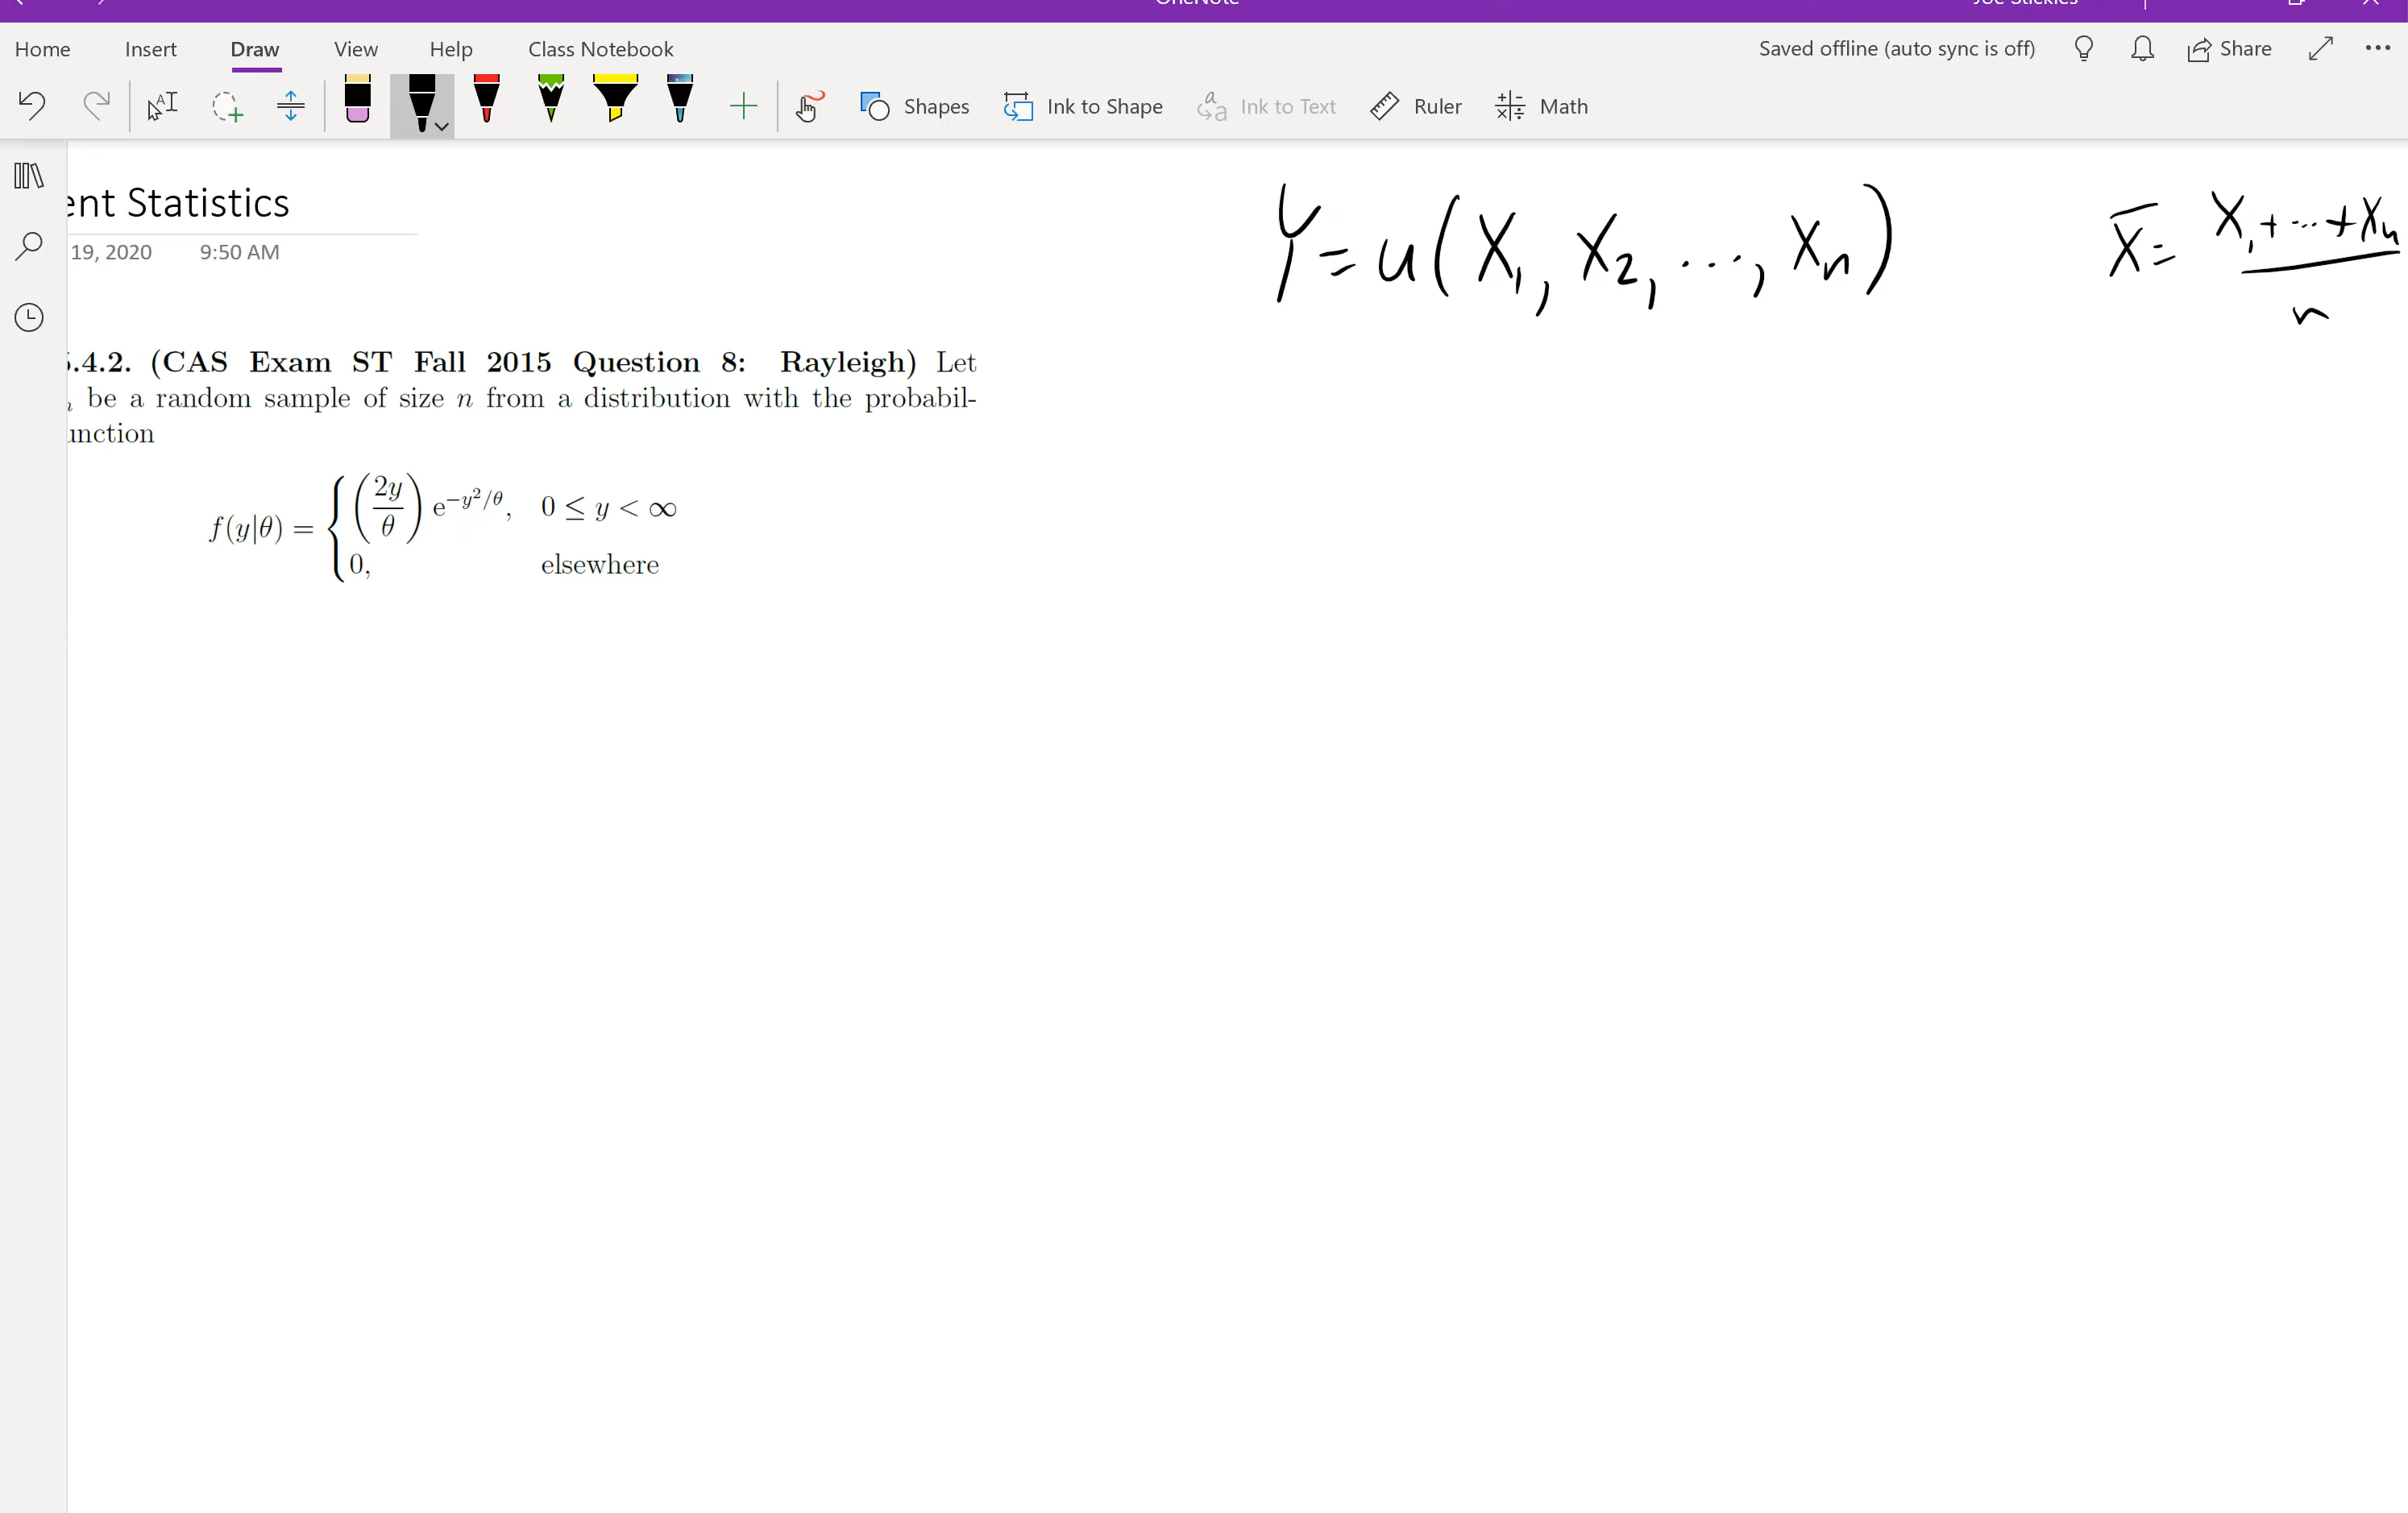 Home Insert Draw View Help Class Notebook Saved offline (auto sync is off) Share
Shapes Ink to Shape Ink to Text Ruler Math
ent Statistics
19, 2020 9:50 AM
Y = u(X₁, X₂, ..., Xₙ)
X̄ = (X₁ + ... + Xₙ) / n
.4.2. (CAS Exam ST Fall 2015 Question 8: Rayleigh) Let
ₙ be a random sample of size n from a distribution with the probabil-
unction
f(y|θ) = { (2y/θ) e^{-y²/θ}, 0 ≤ y < ∞
0, elsewhere